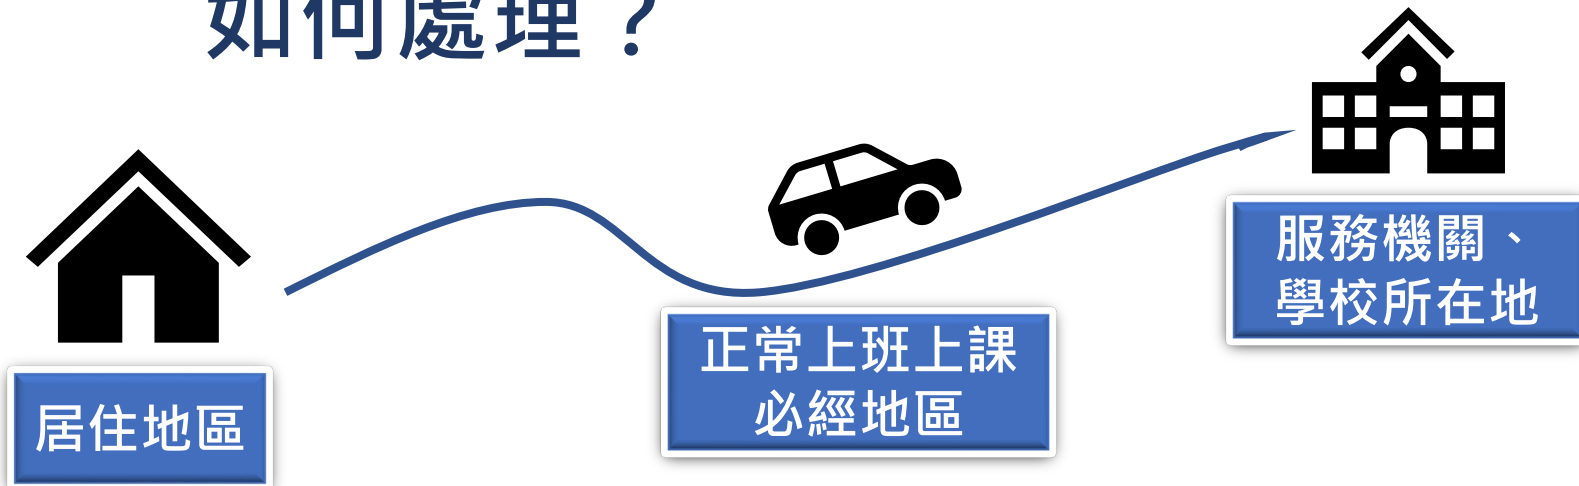 如何處理？
服務機關、
學校所在地
正常上班上課
必經地區
居住地區